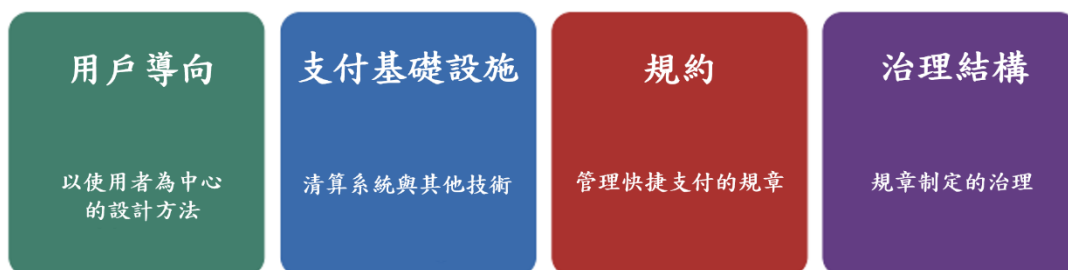 用戶導向
以使用者為中心
的設計方法
支付基礎設施
清算系統與其他技術
規約
管理快捷支付的規章
治理結構
規章制定的治理